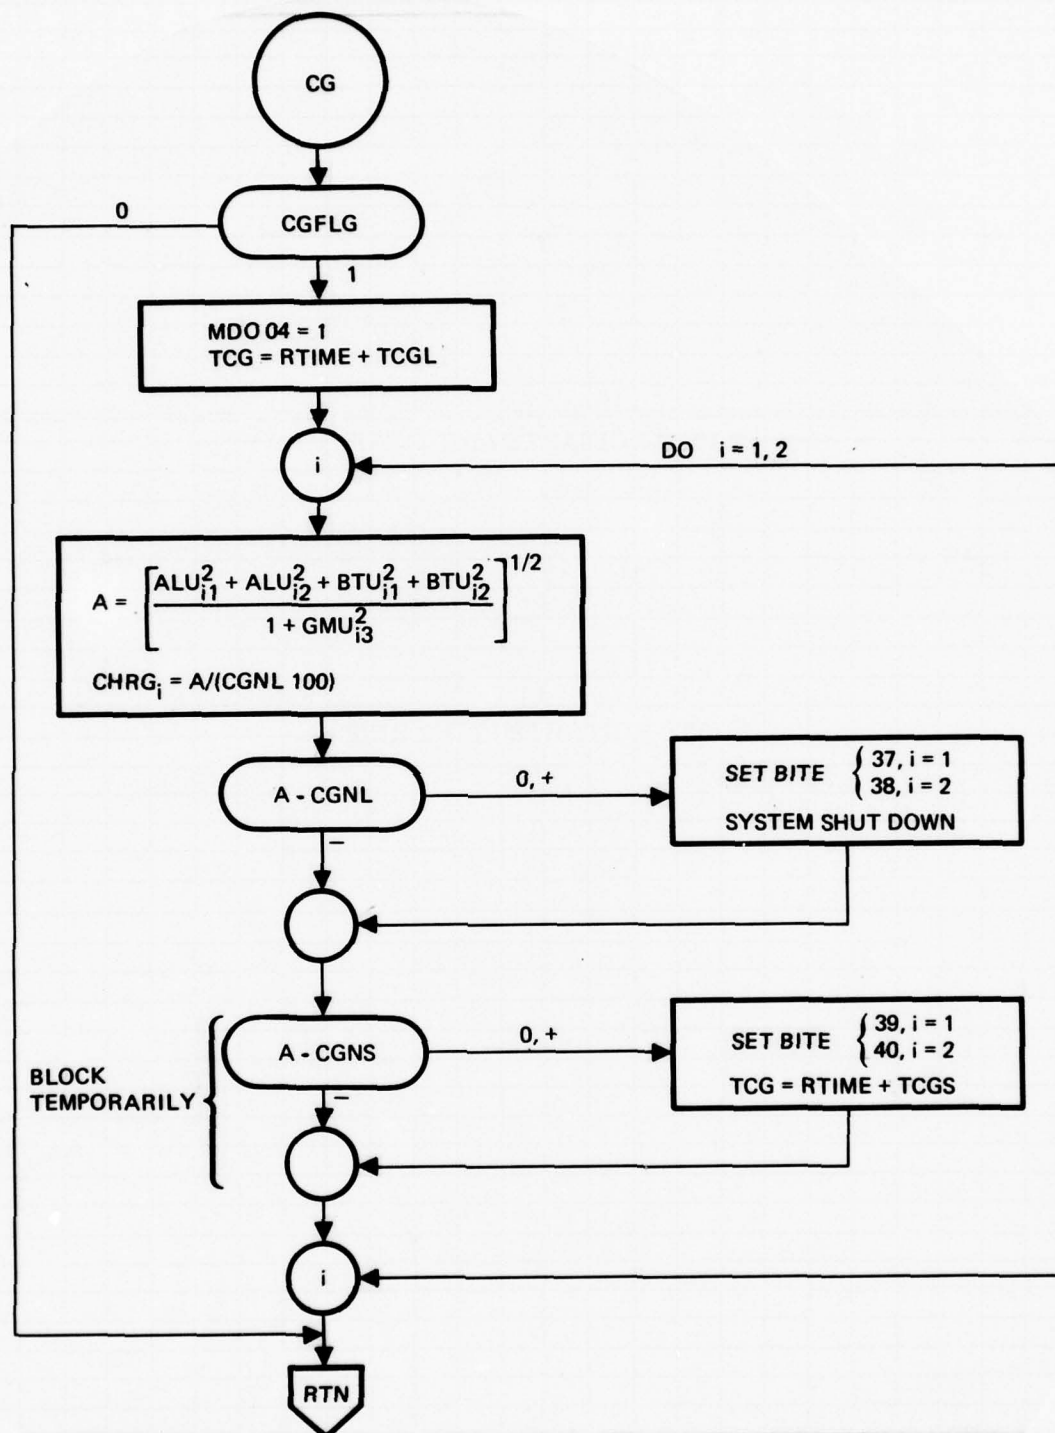 CG
0
CGFLG
1
MDO 04 = 1
TCG = RTIME + TCGL
i
DO i = 1, 2
A = [(ALU²i1 + ALU²i2 + BTU²i1 + BTU²i2) / (1 + GMU²i3)]^1/2
CHRGi = A/(CGNL 100)
A - CGNL
0, +
SET BITE { 37, i = 1
38, i = 2
SYSTEM SHUT DOWN
–
A - CGNS
0, +
SET BITE { 39, i = 1
40, i = 2
TCG = RTIME + TCGS
BLOCK
TEMPORARILY
–
i
RTN